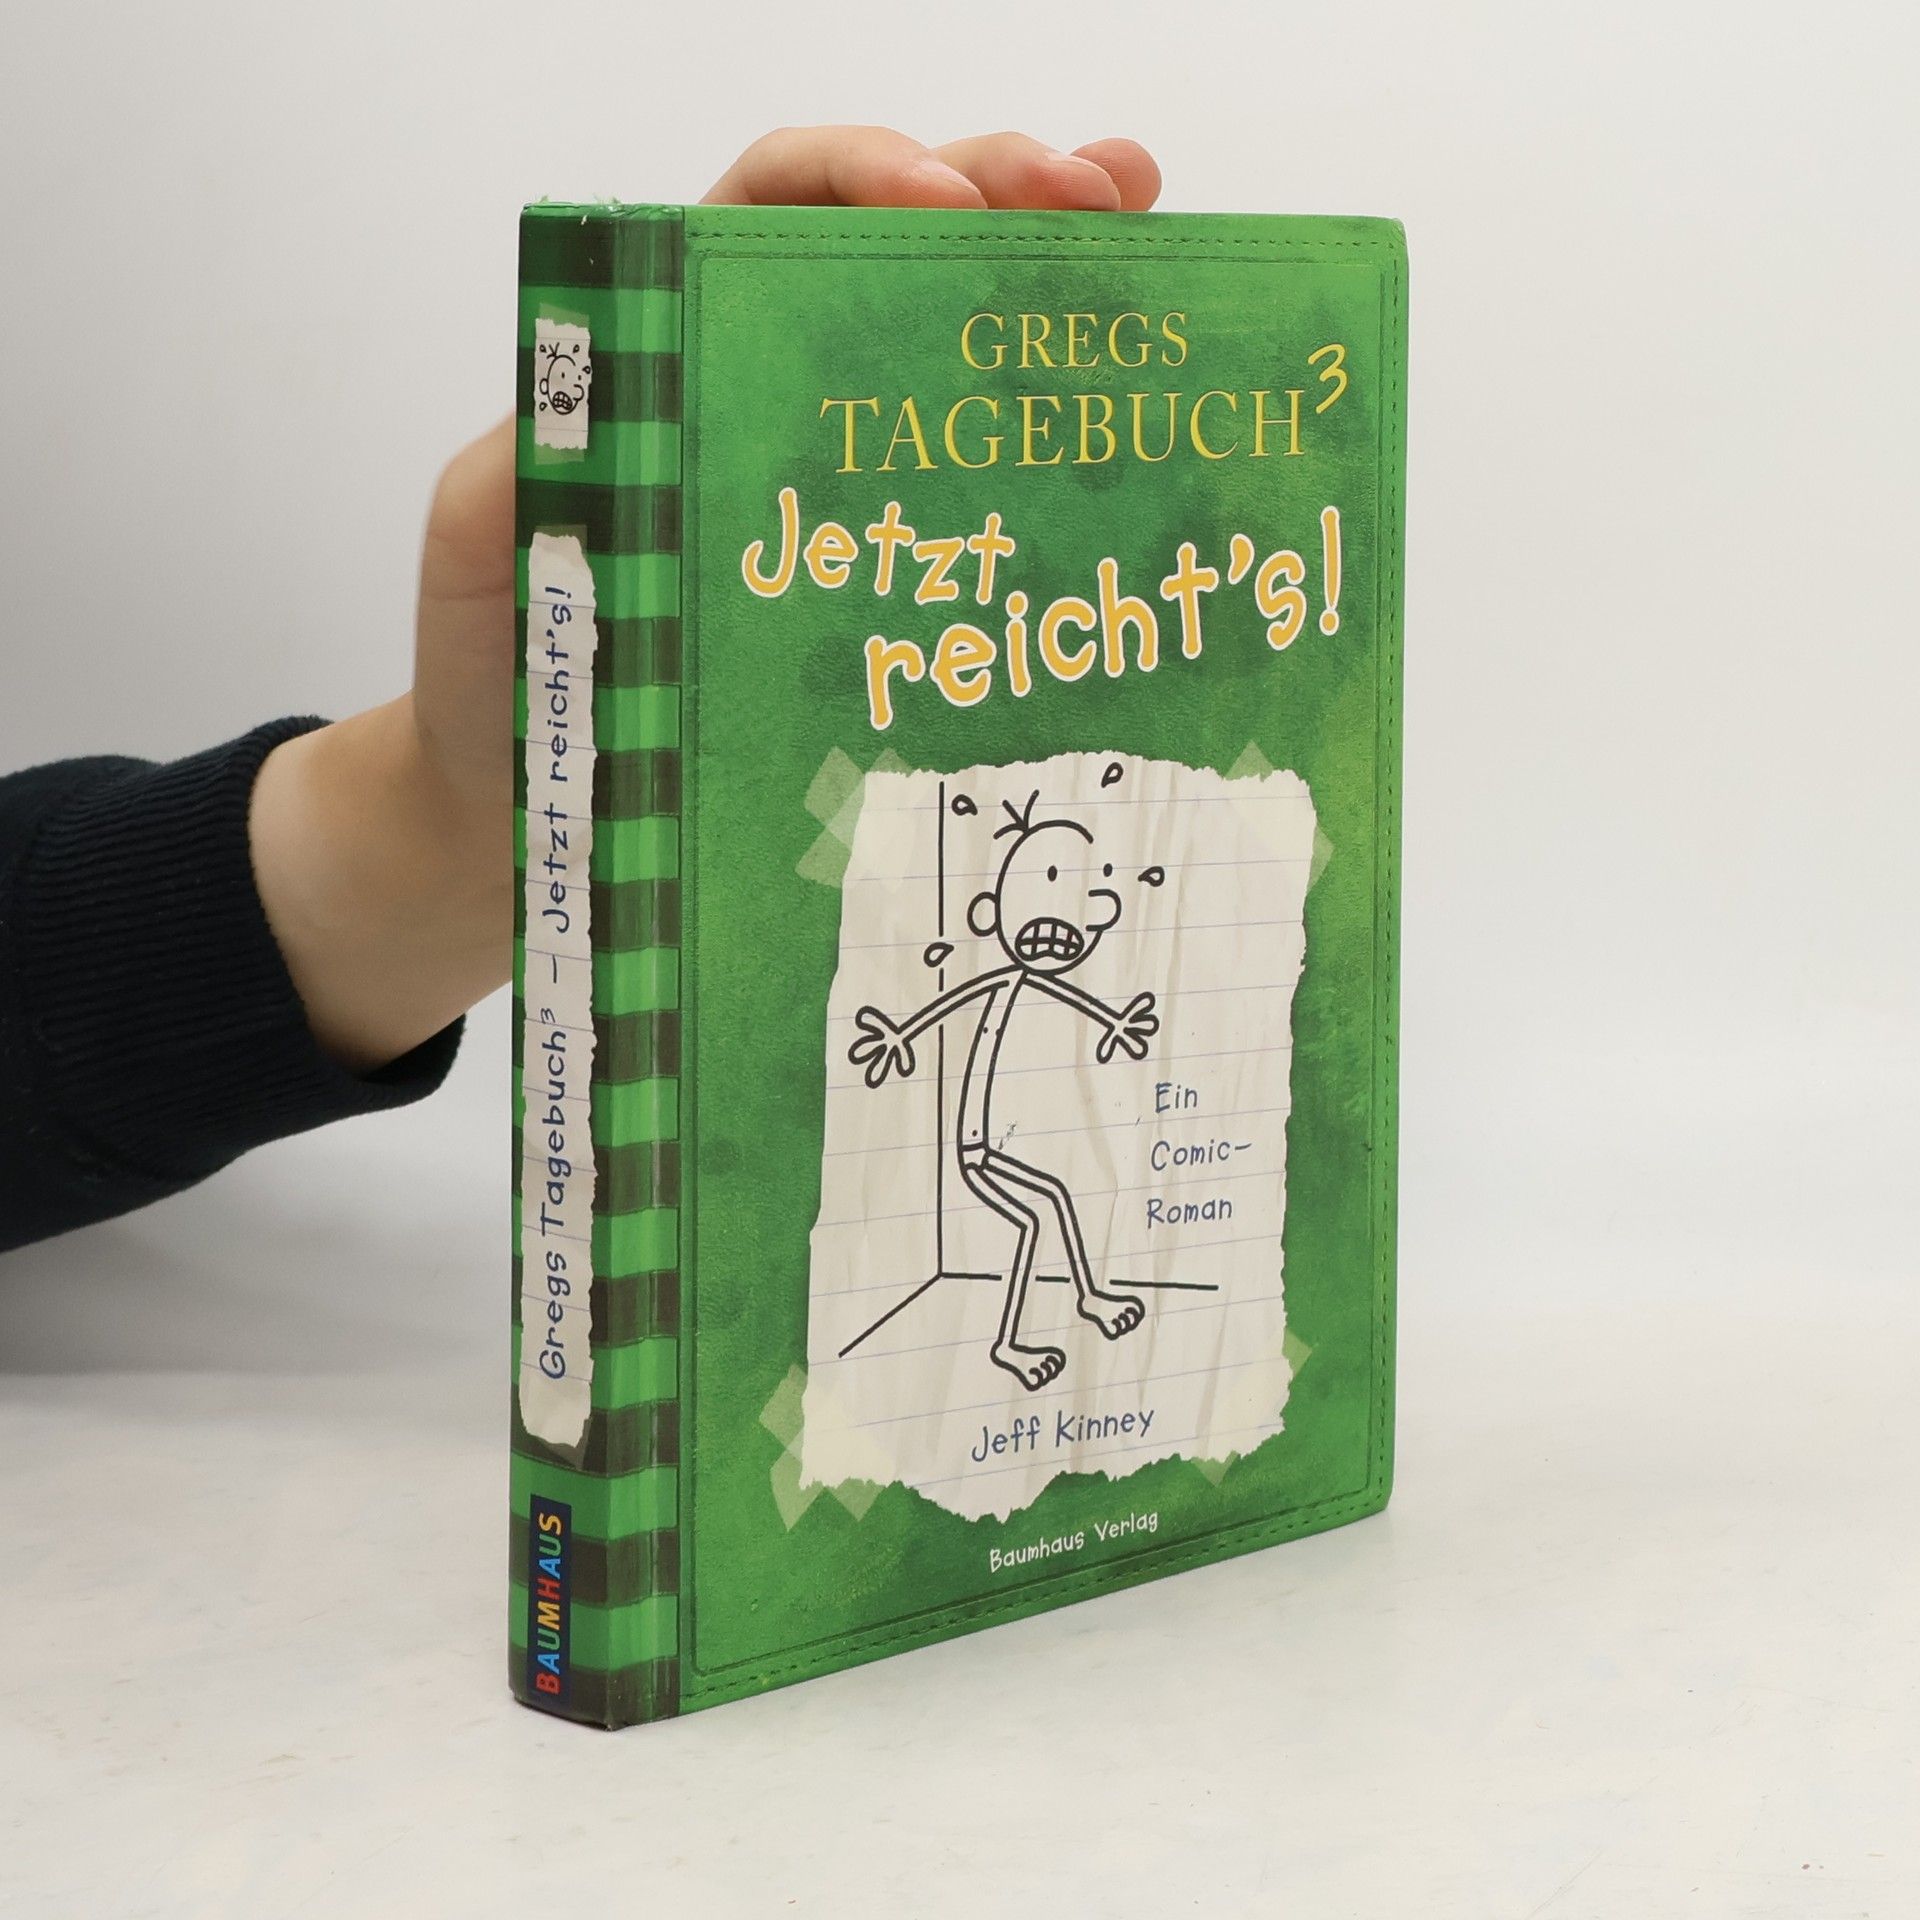 GREGS
TAGEBUCH³
Jetzt
reicht's!
Ein
Comic-
Roman
Jeff Kinney
Baumhaus Verlag
Gregs Tagebuch³ – Jetzt reicht's!
BAUMHAUS